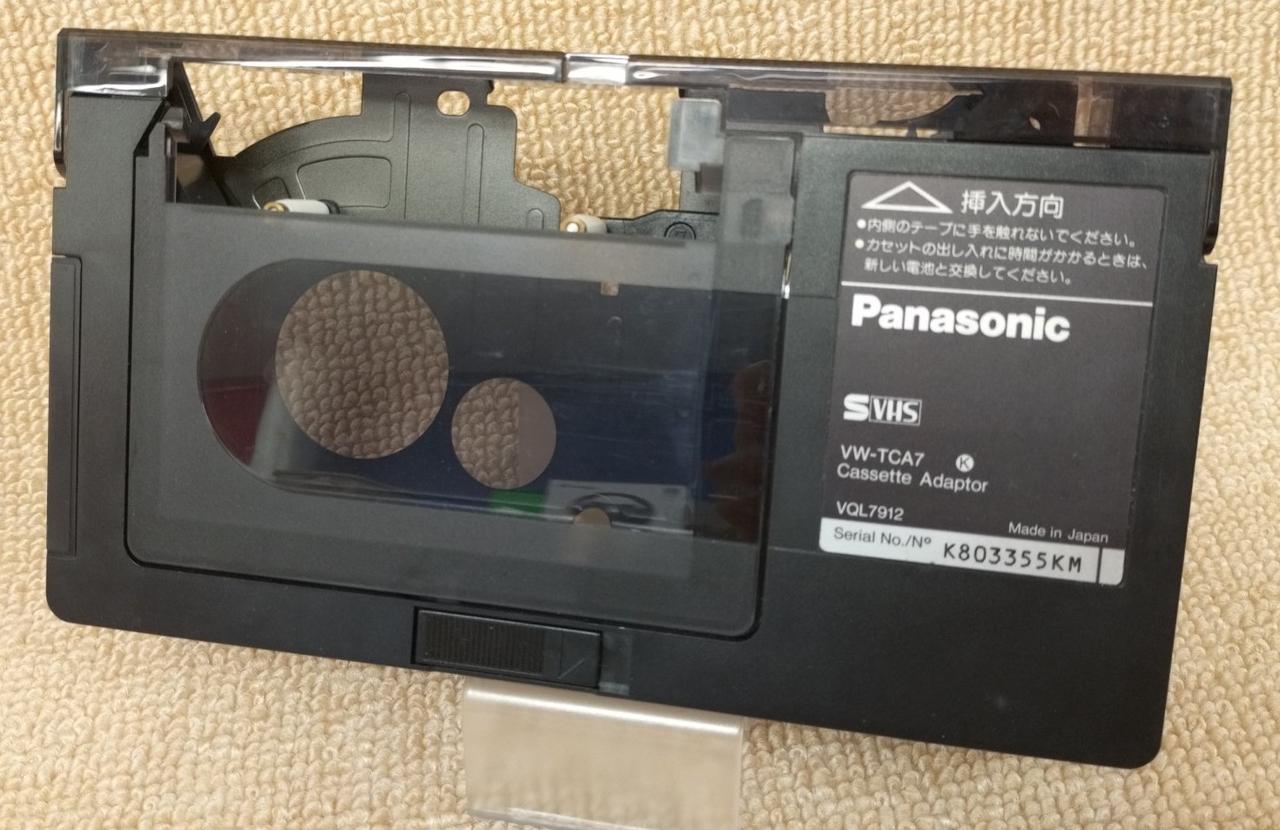 挿入方向
●内側のテープに手を触れないでください。
●カセットの出し入れに時間がかかるときは、
新しい電池と交換してください。
Panasonic
S VHS
VW-TCA7 K
Cassette Adaptor
VQL7912
Made in Japan
Serial No./Nº K803355KM